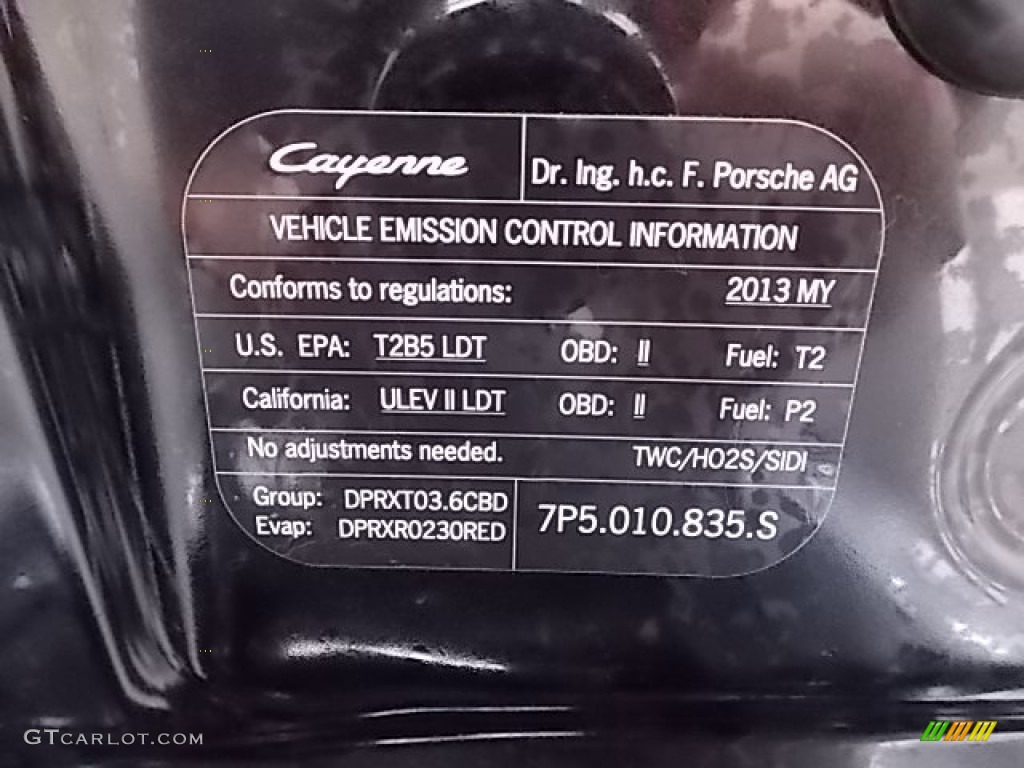 Cayenne Dr. Ing. h.c. F. Porsche AG
VEHICLE EMISSION CONTROL INFORMATION
Conforms to regulations: 2013 MY
U.S. EPA: T2B5 LDT OBD: II Fuel: T2
California: ULEV II LDT OBD: II Fuel: P2
No adjustments needed. TWC/HO2S/SIDI
Group: DPRXT03.6CBD
Evap: DPRXR0230RED
7P5.010.835.S
GTCARLOT.COM